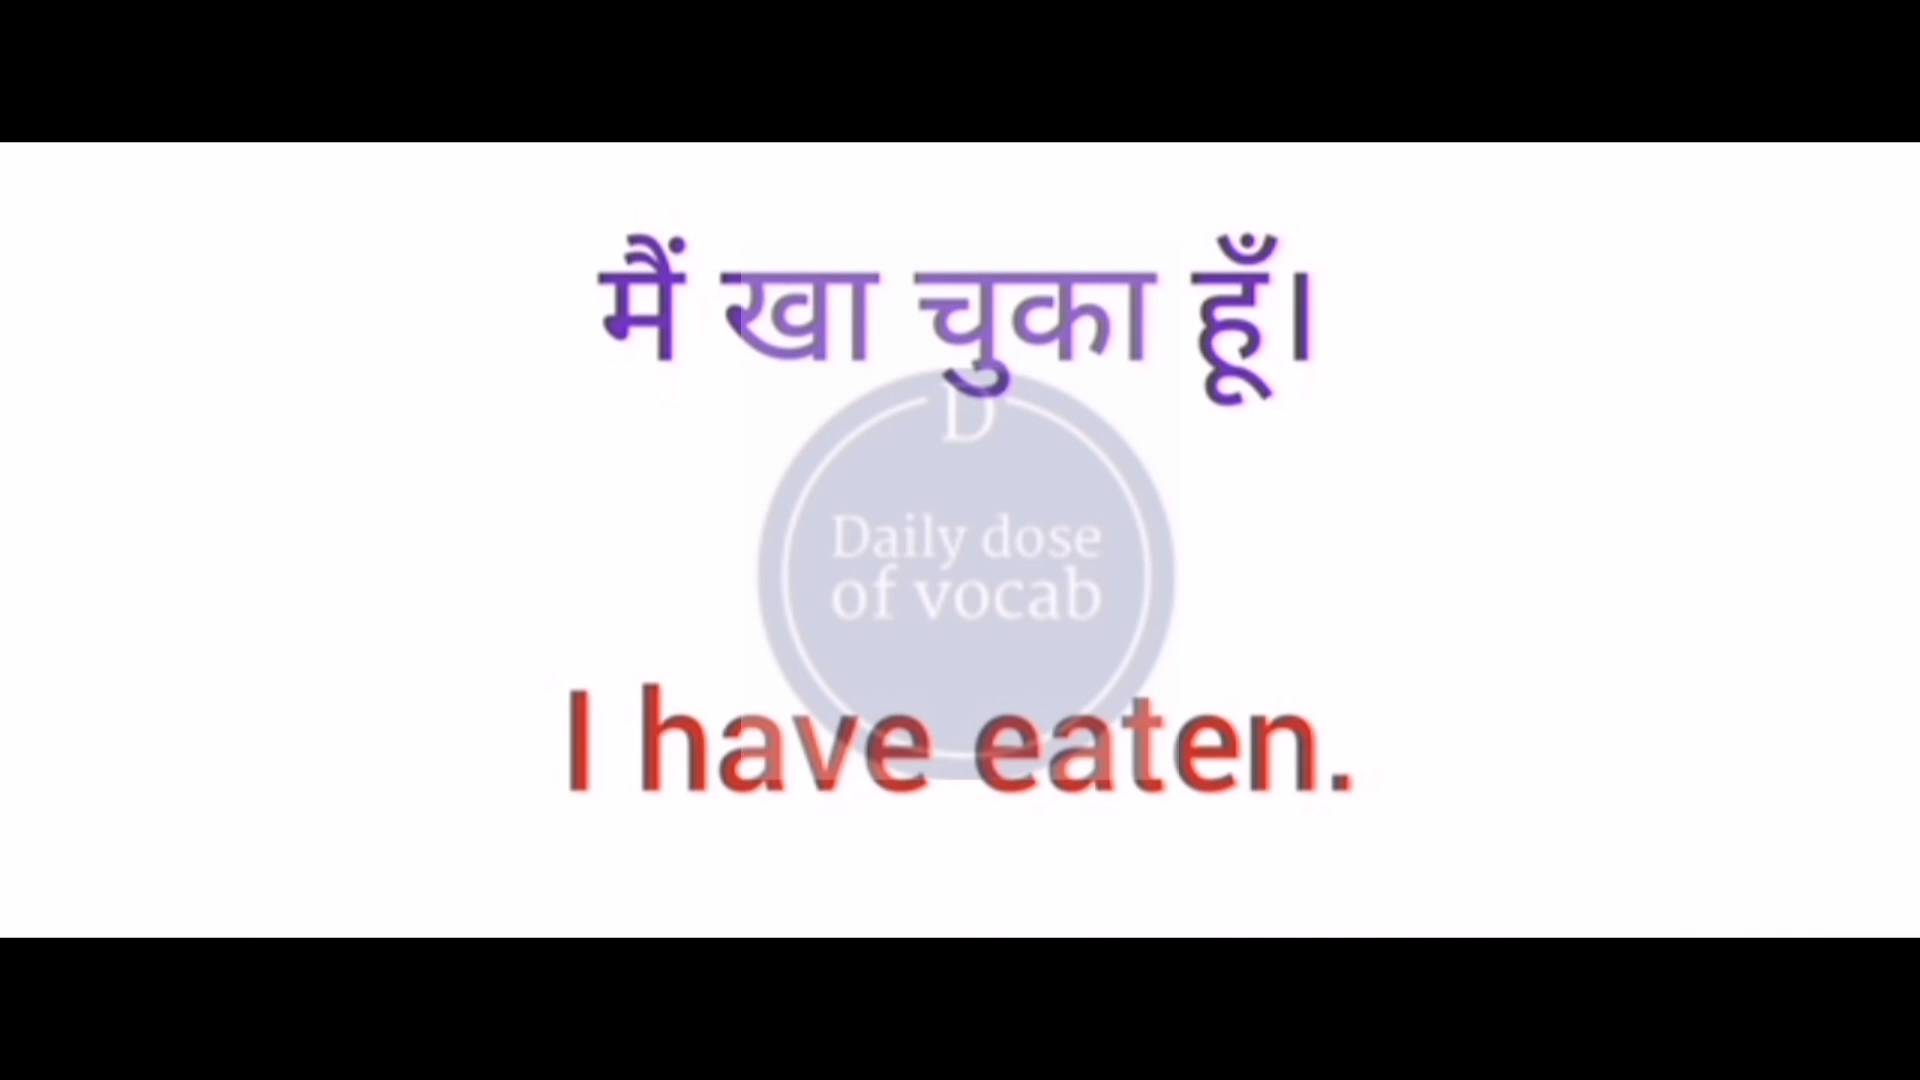 मैं खा चुका हूँ।
D
Daily dose
of vocab
I have eaten.